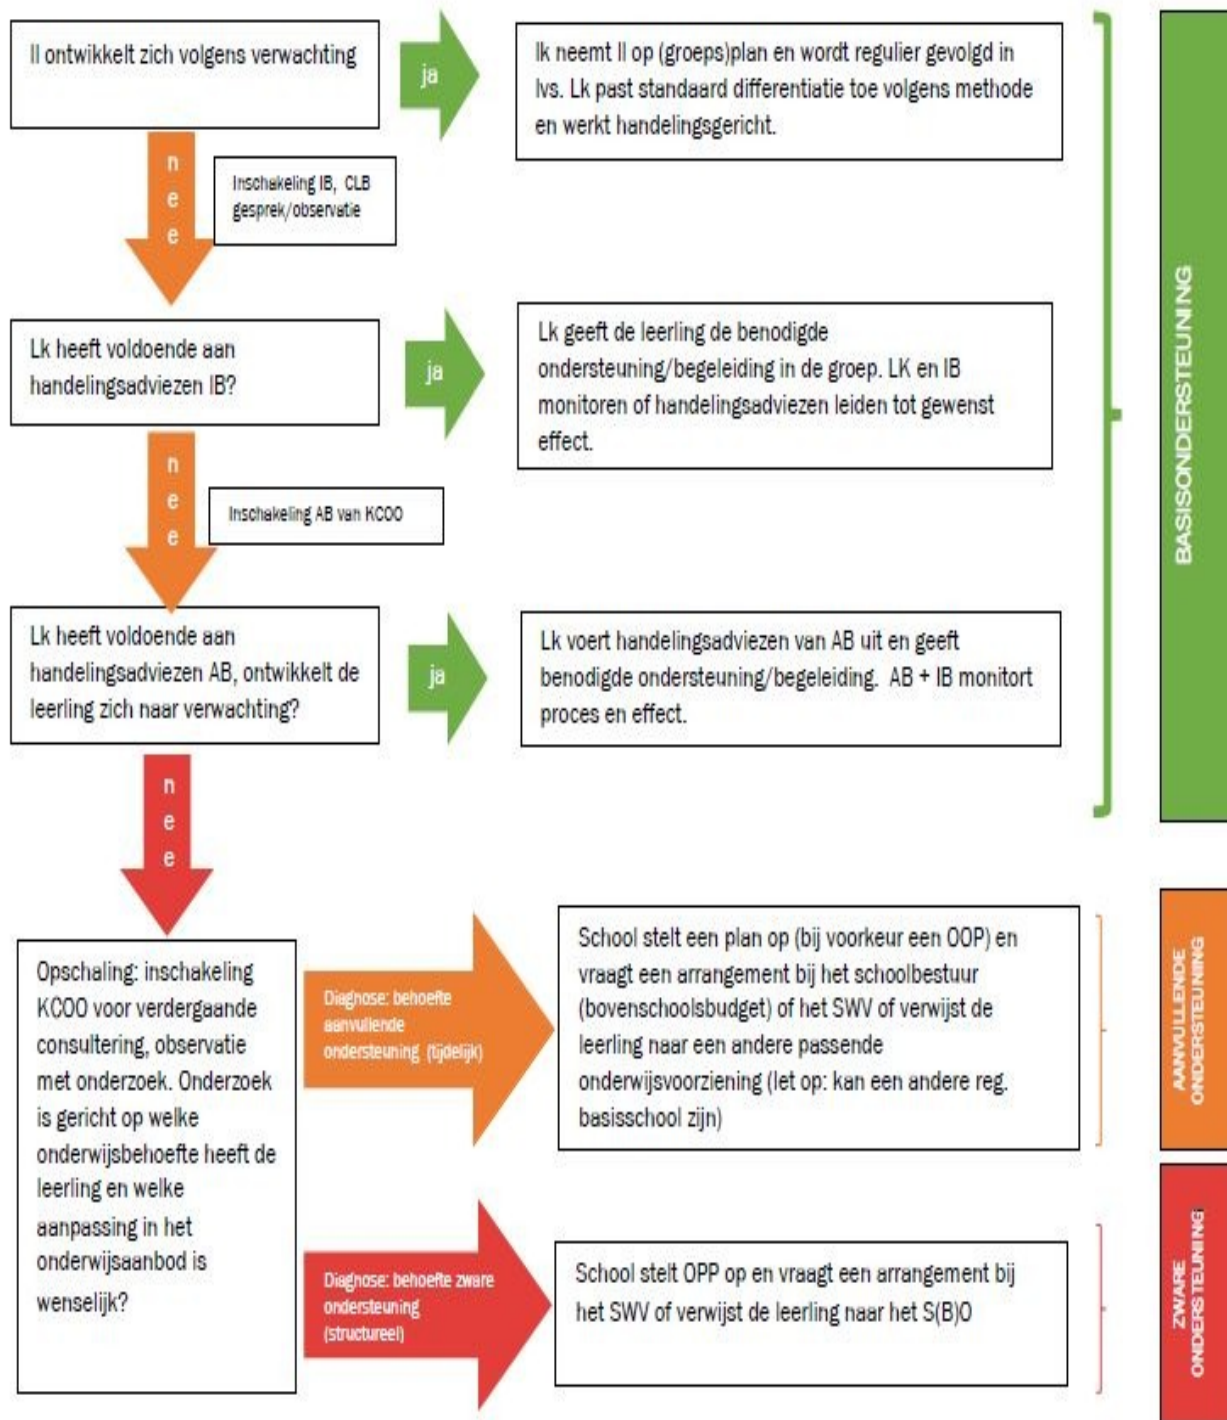 ll ontwikkelt zich volgens verwachting
ja
lk neemt ll op (groeps)plan en wordt regulier gevolgd in
lvs. Lk past standaard differentiatie toe volgens methode
en werkt handelingsgericht.
n
e
e
Inschakeling IB, CLB
gesprek/observatie
Lk heeft voldoende aan
handelingsadviezen IB?
ja
Lk geeft de leerling de benodigde
ondersteuning/begeleiding in de groep. LK en IB
monitoren of handelingsadviezen leiden tot gewenst
effect.
n
e
e
Inschakeling AB van KCOO
Lk heeft voldoende aan
handelingsadviezen AB, ontwikkelt de
leerling zich naar verwachting?
ja
Lk voert handelingsadviezen van AB uit en geeft
benodigde ondersteuning/begeleiding. AB + IB monitort
proces en effect.
BASISONDERSTEUNING
n
e
e
Opschaling: inschakeling
KCOO voor verdergaande
consultering, observatie
met onderzoek. Onderzoek
is gericht op welke
onderwijsbehoefte heeft de
leerling en welke
aanpassing in het
onderwijsaanbod is
wenselijk?
Diagnose: behoefte
aanvullende
ondersteuning (tijdelijk)
School stelt een plan op (bij voorkeur een OOP) en
vraagt een arrangement bij het schoolbestuur
(bovenschoolsbudget) of het SWV of verwijst de
leerling naar een andere passende
onderwijsvoorziening (let op: kan een andere reg.
basisschool zijn)
AANVULLENDE
ONDERSTEUNING
Diagnose: behoefte zware
ondersteuning
(structureel)
School stelt OPP op en vraagt een arrangement bij
het SWV of verwijst de leerling naar het S(B)O
ZWARE
ONDERSTEUNING